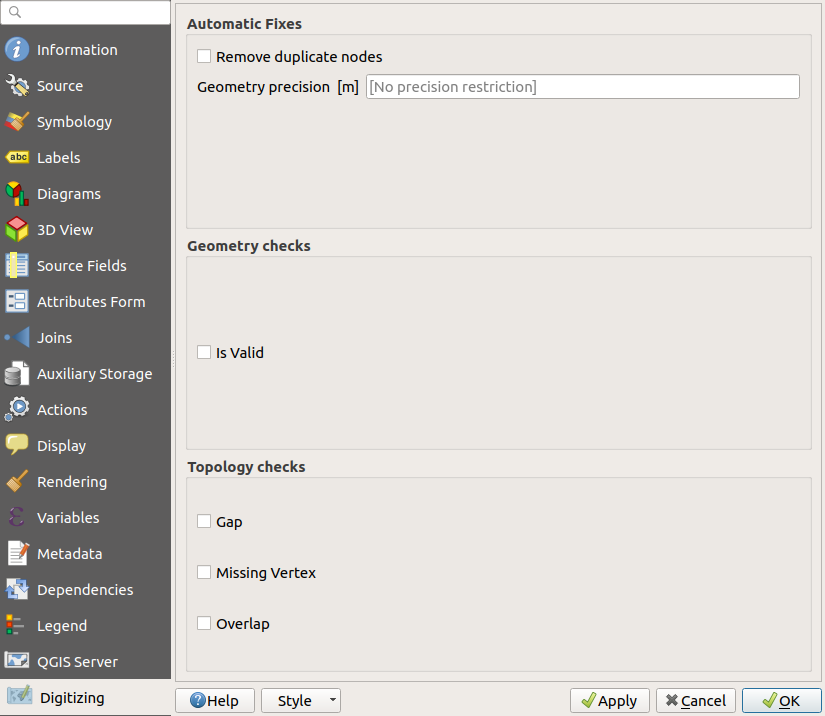 Information
Source
Symbology
abc Labels
Diagrams
3D View
Source Fields
Attributes Form
Joins
Auxiliary Storage
Actions
Display
Rendering
Variables
Metadata
Dependencies
Legend
QGIS Server
Digitizing
Automatic Fixes
Remove duplicate nodes
Geometry precision [m] [No precision restriction]
Geometry checks
Is Valid
Topology checks
Gap
Missing Vertex
Overlap
Help Style Apply Cancel OK